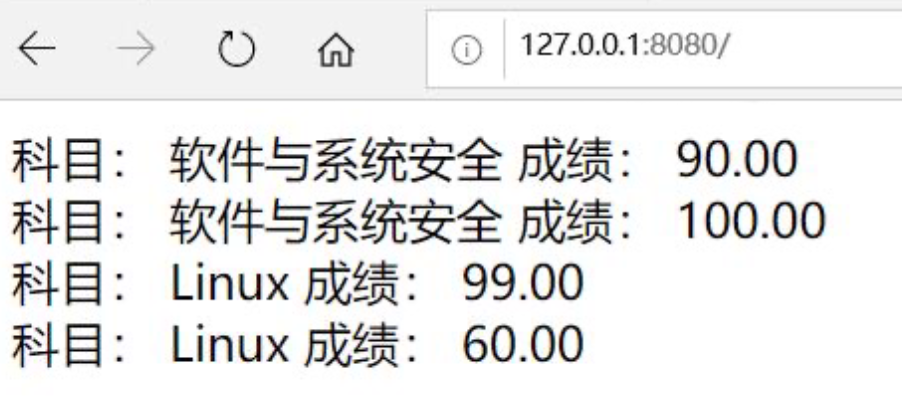 127.0.0.1:8080/
科目： 软件与系统安全 成绩： 90.00
科目： 软件与系统安全 成绩： 100.00
科目： Linux 成绩： 99.00
科目： Linux 成绩： 60.00